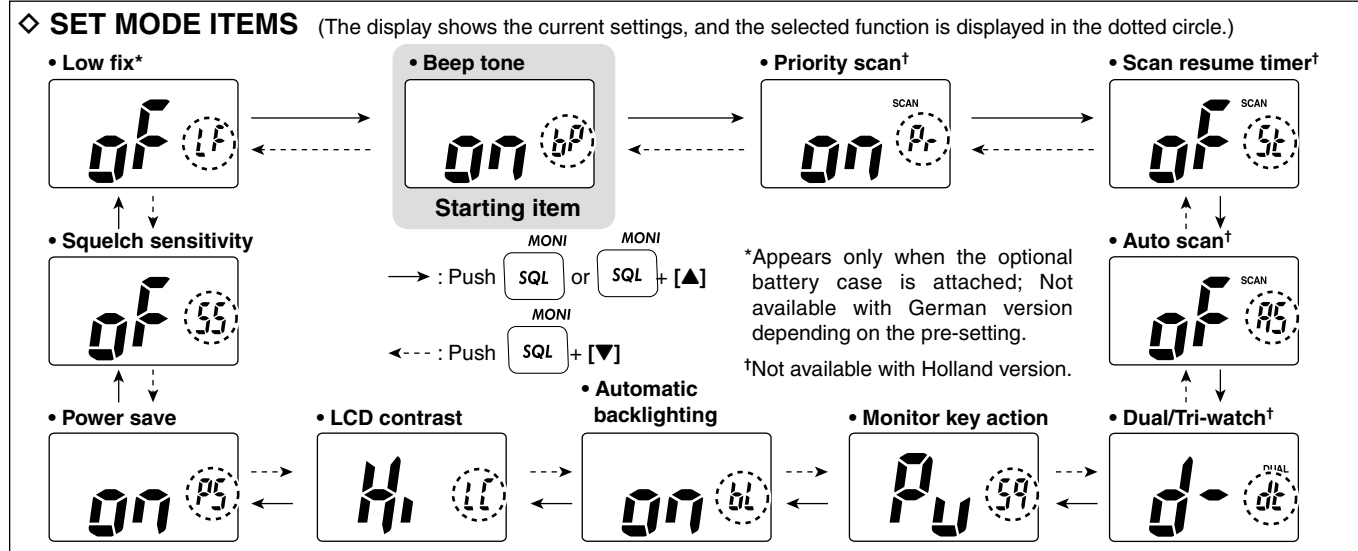 ◇ SET MODE ITEMS (The display shows the current settings, and the selected function is displayed in the dotted circle.)
• Low fix*
oF LF
• Beep tone
on bP
Starting item
• Priority scan†
SCAN
on Pr
• Scan resume timer†
SCAN
oF St
• Squelch sensitivity
oF SS
MONI MONI
: Push SQL or SQL + [▲]
MONI
: Push SQL + [▼]
*Appears only when the optional
battery case is attached; Not
available with German version
depending on the pre-setting.
†Not available with Holland version.
• Auto scan†
SCAN
oF AS
• Power save
on PS
• LCD contrast
Hi LC
• Automatic
backlighting
on bL
• Monitor key action
Pu Sq
• Dual/Tri-watch†
DUAL
d- dt